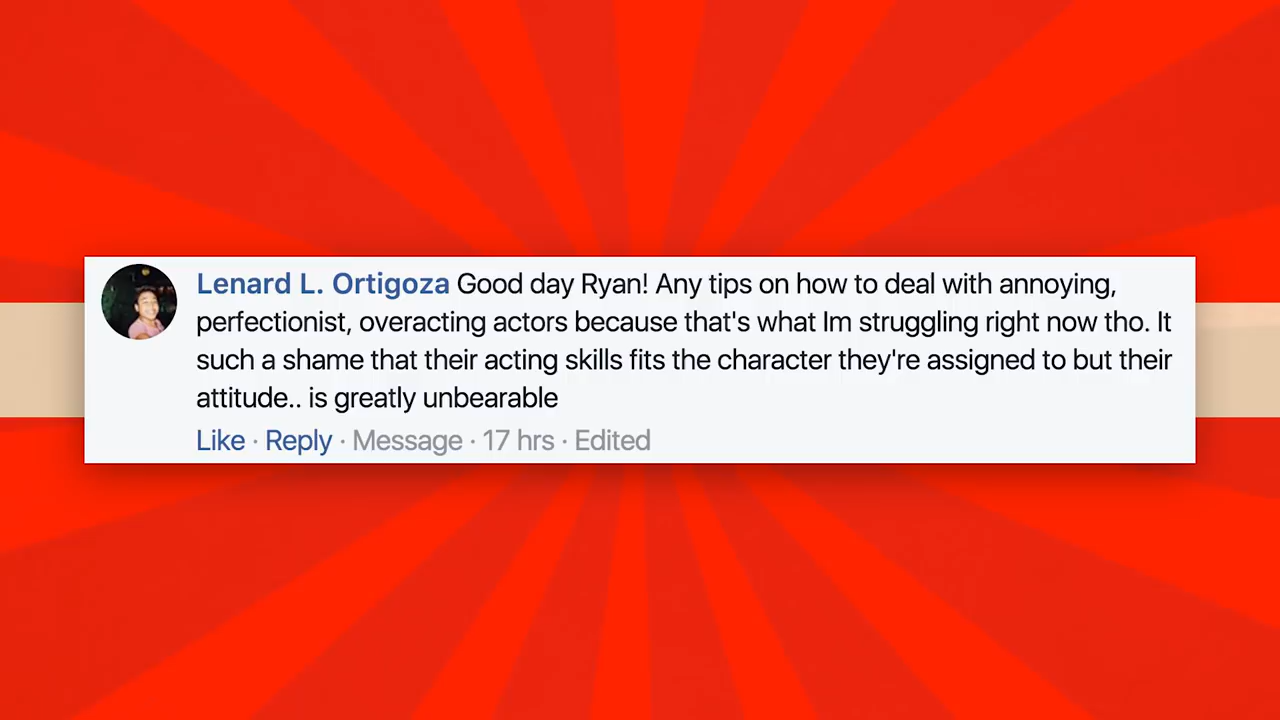 Lenard L. Ortigoza Good day Ryan! Any tips on how to deal with annoying,
perfectionist, overacting actors because that's what Im struggling right now tho. It
such a shame that their acting skills fits the character they're assigned to but their
attitude.. is greatly unbearable
Like · Reply · Message · 17 hrs · Edited